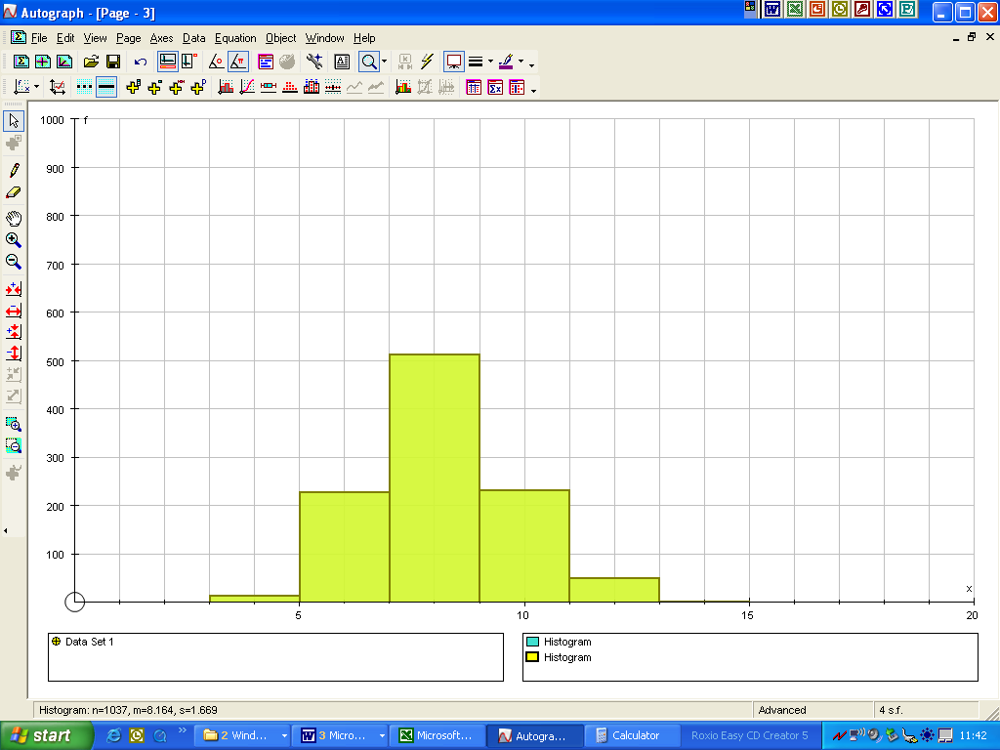 Autograph - [Page - 3]
File Edit View Page Axes Data Equation Object Window Help
1000 f
900
800
700
600
500
400
300
200
100
x
5 10 15 20
Data Set 1
Histogram
Histogram
Histogram: n=1037, m=8.164, s=1.669 Advanced 4 s.f.
start 2 Wind... 3 Micro... Microsoft... Autogra... Calculator Roxio Easy CD Creator 5 11:42